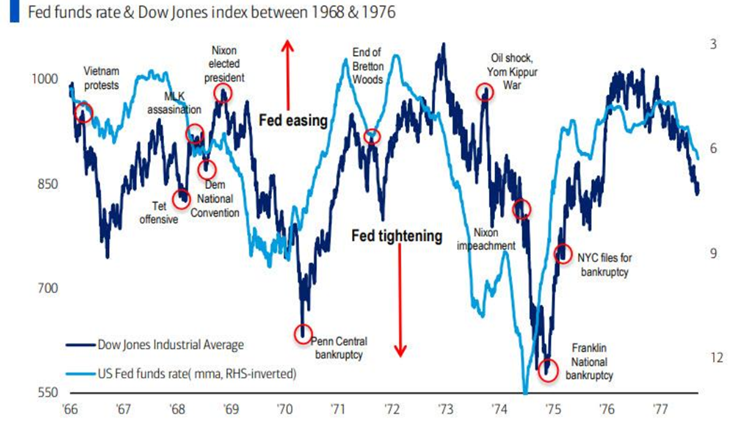 Fed funds rate & Dow Jones index between 1968 & 1976
3
1000
Vietnam
protests
MLK
assasination
Nixon
elected
president
End of
Bretton
Woods
Oil shock,
Yom Kippur
War
Fed easing
6
850
Tet
offensive
Dem
National
Convention
Fed tightening
Nixon
impeachment
9
NYC files for
bankruptcy
700
Penn Central
bankruptcy
Franklin
National
bankruptcy
12
Dow Jones Industrial Average
US Fed funds rate( mma, RHS-inverted)
550
'66 '67 '68 '69 '70 '71 '72 '73 '74 '75 '76 '77